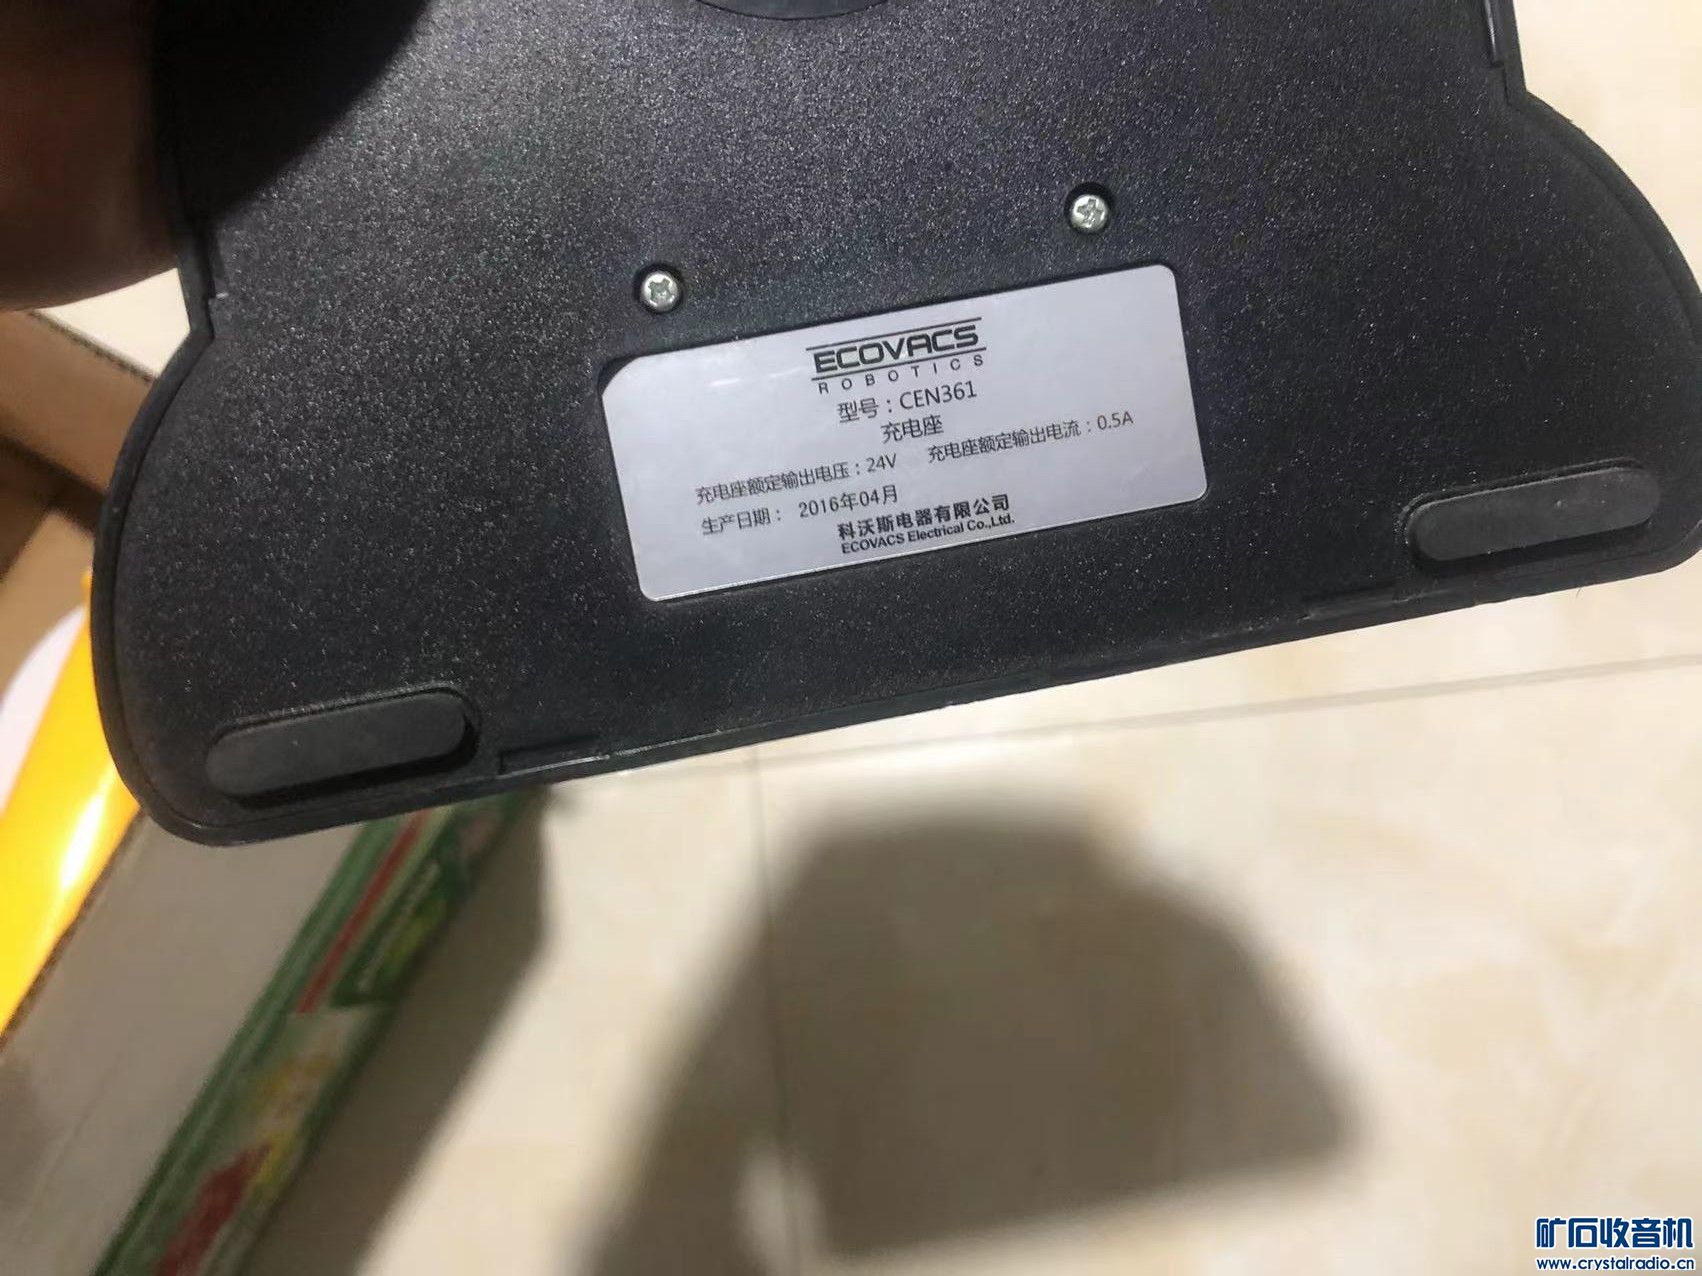 ECOVACS
ROBOTICS
型号：CEN361
充电座
充电座额定输出电压：24V 充电座额定输出电流：0.5A
生产日期： 2016年04月
科沃斯电器有限公司
ECOVACS Electrical Co.,Ltd.
矿石收音机
www.crystalradio.cn